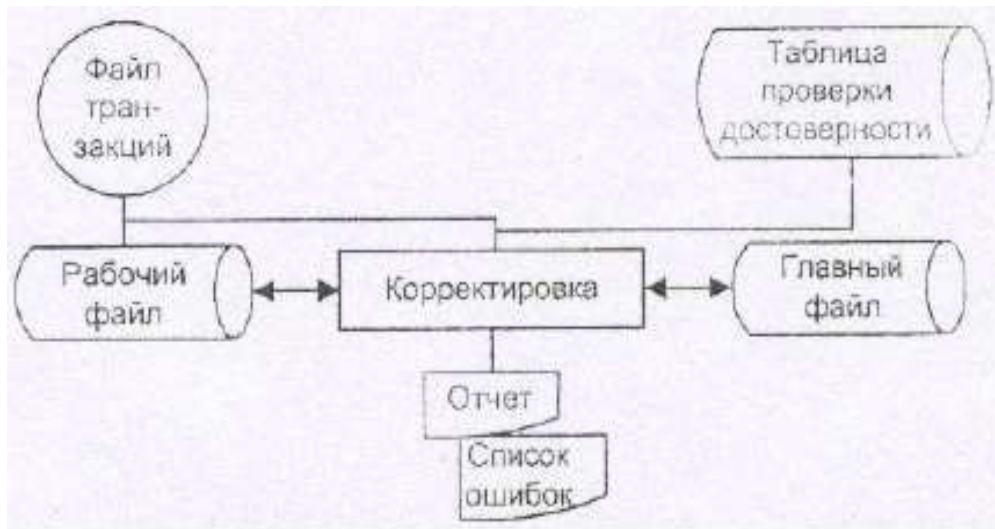 Файл
тран-
закций
Таблица
проверки
достоверности
Рабочий
файл
Корректировка
Главный
файл
Отчет
Список
ошибок